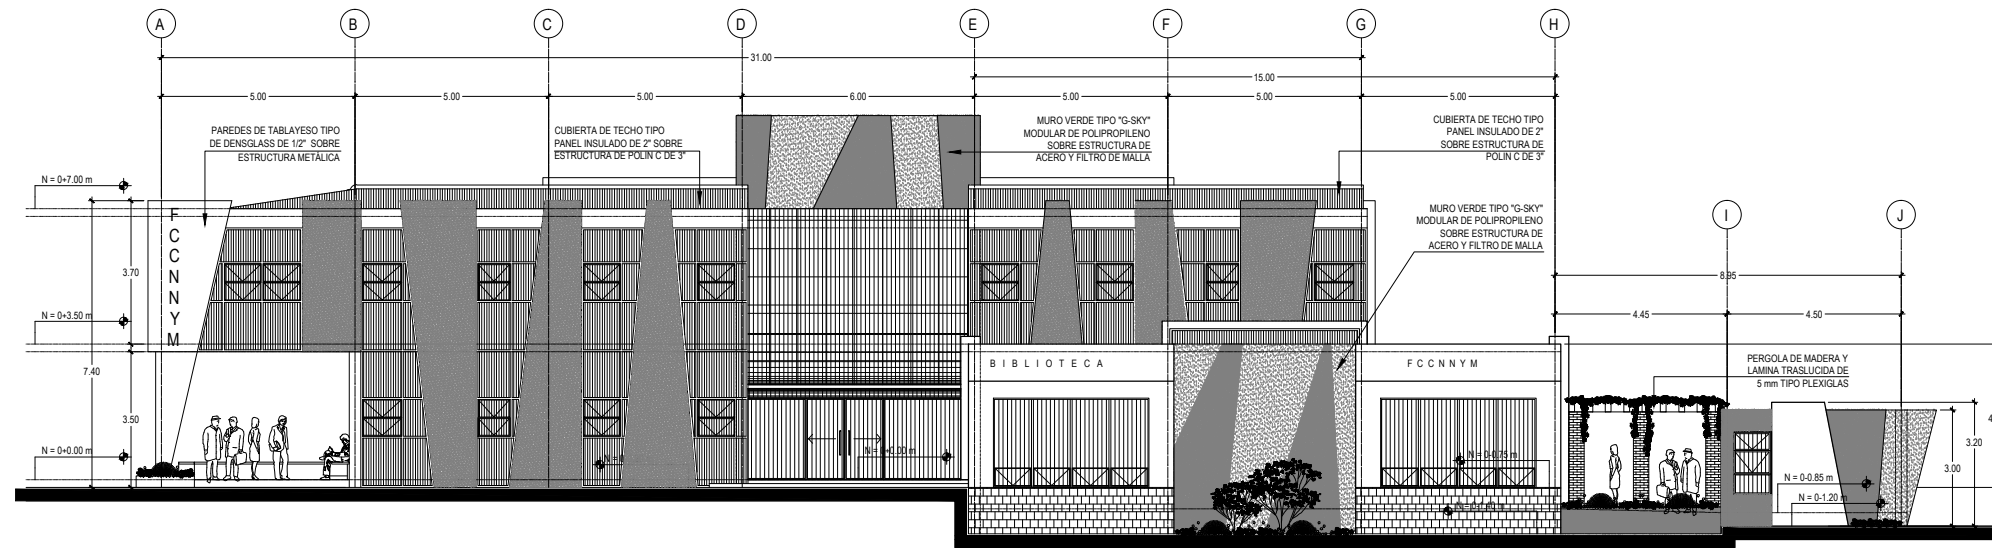 A B C D E F G H
31.00
15.00
5.00 5.00 5.00 6.00 5.00 5.00 5.00
PAREDES DE TABLAYESO TIPO
DE DENSGLASS DE 1/2" SOBRE
ESTRUCTURA METÁLICA
CUBIERTA DE TECHO TIPO
PANEL INSULADO DE 2" SOBRE
ESTRUCTURA DE POLIN C DE 3"
MURO VERDE TIPO "G-SKY"
MODULAR DE POLIPROPILENO
SOBRE ESTRUCTURA DE
ACERO Y FILTRO DE MALLA
CUBIERTA DE TECHO TIPO
PANEL INSULADO DE 2"
SOBRE ESTRUCTURA DE
POLIN C DE 3"
MURO VERDE TIPO "G-SKY"
MODULAR DE POLIPROPILENO
SOBRE ESTRUCTURA DE
ACERO Y FILTRO DE MALLA
I J
8.95
4.45 4.50
N = 0+7.00 m
N = 0+3.50 m
N = 0+0.00 m
3.70
7.40
3.50
F
C
C
N
N
Y
M
N = 0+0.00 m
BIBLIOTECA
FCCNNYM
N = 0-0.75 m
PERGOLA DE MADERA Y
LAMINA TRASLUCIDA DE
5 mm TIPO PLEXIGLAS
N = 0-0.85 m
N = 0-1.20 m
3.00
3.20
4